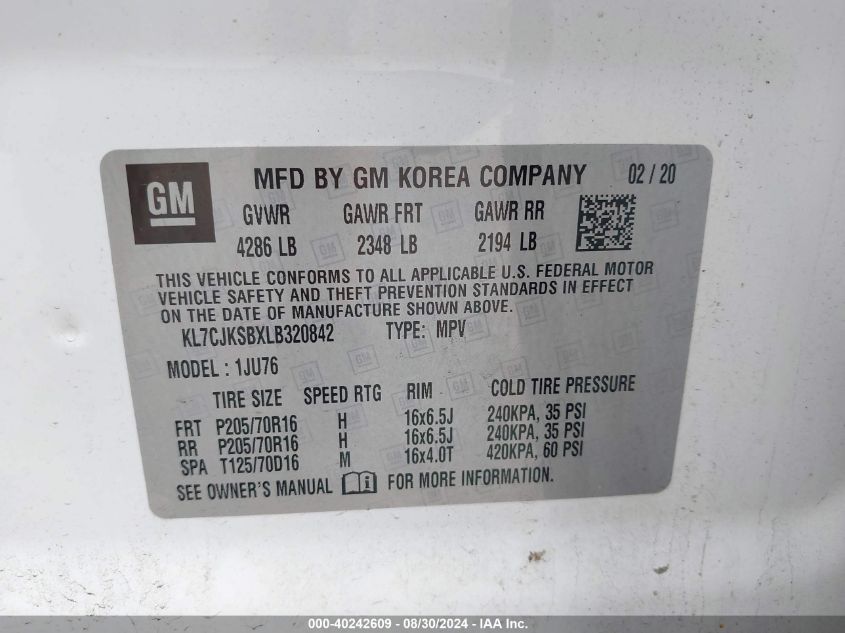 GM
MFD BY GM KOREA COMPANY 02 / 20
GVWR GAWR FRT GAWR RR
4286 LB 2348 LB 2194 LB
THIS VEHICLE CONFORMS TO ALL APPLICABLE U.S. FEDERAL MOTOR
VEHICLE SAFETY AND THEFT PREVENTION STANDARDS IN EFFECT
ON THE DATE OF MANUFACTURE SHOWN ABOVE.
KL7CJKSBXLB320842 TYPE: MPV
MODEL : 1JU76
TIRE SIZE SPEED RTG RIM COLD TIRE PRESSURE
FRT P205/70R16 H 16x6.5J 240KPA, 35 PSI
RR P205/70R16 H 16x6.5J 240KPA, 35 PSI
SPA T125/70D16 M 16x4.0T 420KPA, 60 PSI
SEE OWNER'S MANUAL FOR MORE INFORMATION.
000-40242609 - 08/30/2024 - IAA Inc.